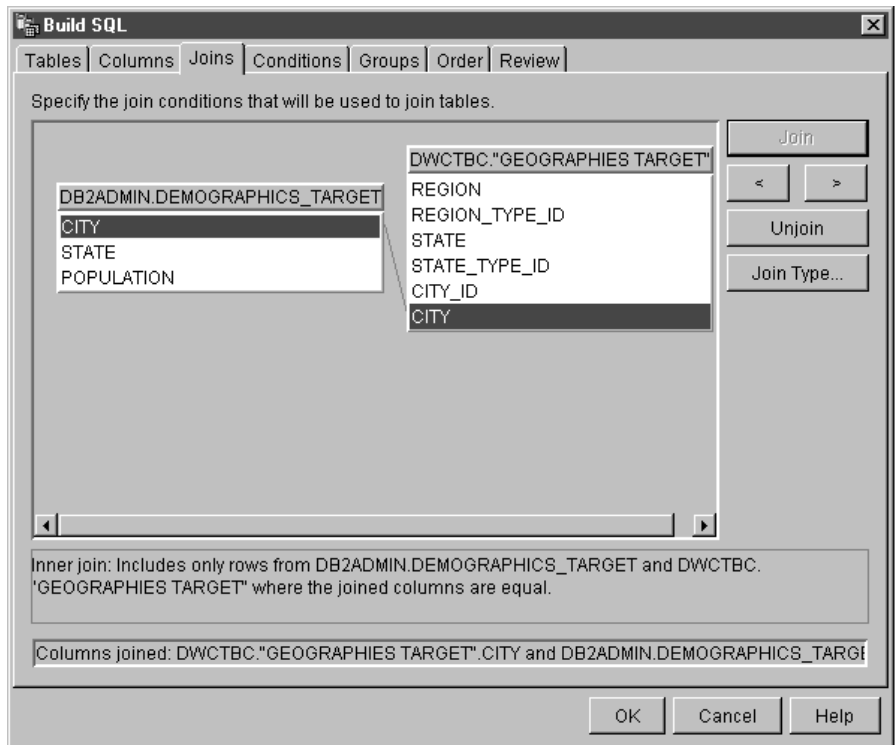 Build SQL
Tables Columns Joins Conditions Groups Order Review
Specify the join conditions that will be used to join tables.
DB2ADMIN.DEMOGRAPHICS_TARGET
CITY
STATE
POPULATION
DWCTBC."GEOGRAPHIES TARGET"
REGION
REGION_TYPE_ID
STATE
STATE_TYPE_ID
CITY_ID
CITY
Join
< >
Unjoin
Join Type...
Inner join: Includes only rows from DB2ADMIN.DEMOGRAPHICS_TARGET and DWCTBC.
'GEOGRAPHIES TARGET" where the joined columns are equal.
Columns joined: DWCTBC."GEOGRAPHIES TARGET".CITY and DB2ADMIN.DEMOGRAPHICS_TARGE
OK Cancel Help